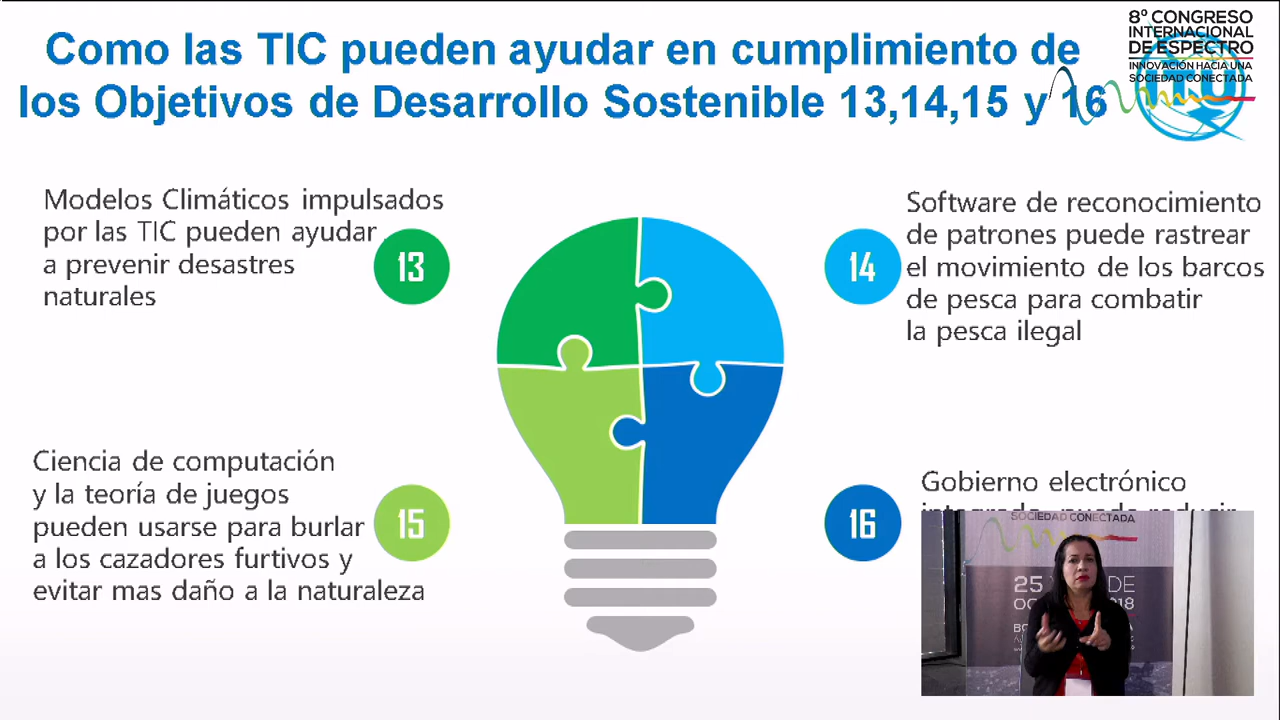 Como las TIC pueden ayudar en cumplimiento de
los Objetivos de Desarrollo Sostenible 13,14,15 y 16
8º CONGRESO
INTERNACIONAL
DE ESPECTRO
INNOVACIÓN HACIA UNA
SOCIEDAD CONECTADA
Modelos Climáticos impulsados
por las TIC pueden ayudar
a prevenir desastres
naturales
13
14
Software de reconocimiento
de patrones puede rastrear
el movimiento de los barcos
de pesca para combatir
la pesca ilegal
Ciencia de computación
y la teoría de juegos
pueden usarse para burlar
a los cazadores furtivos y
evitar mas daño a la naturaleza
15
16
Gobierno electrónico
SOCIEDAD CONECTADA
25
DE